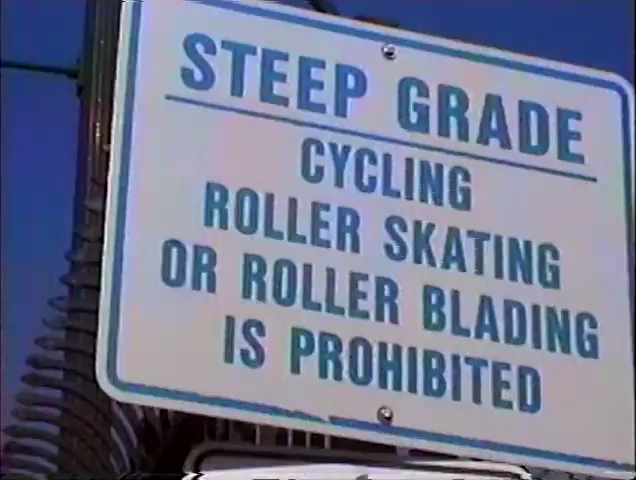 STEEP GRADE
CYCLING
ROLLER SKATING
OR ROLLER BLADING
IS PROHIBITED